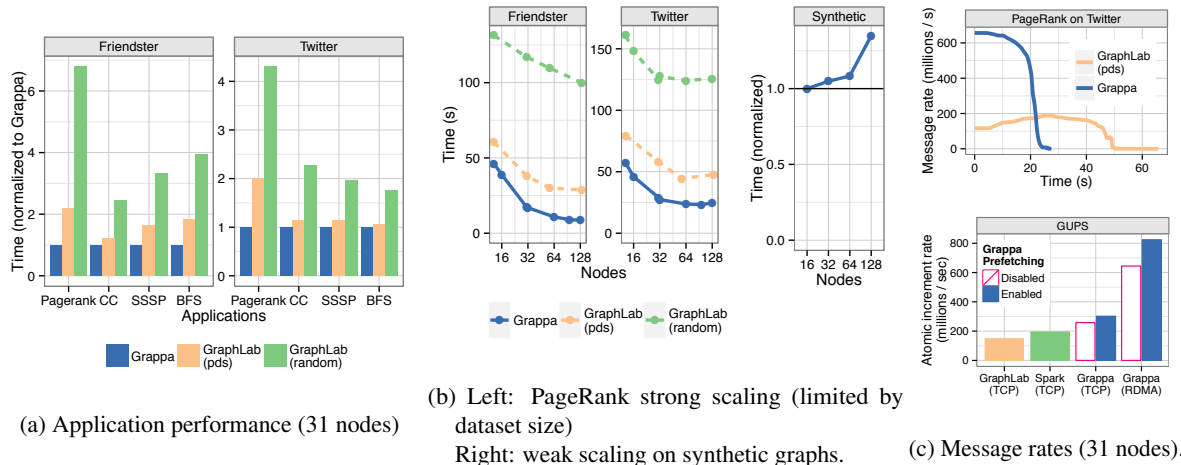 Friendster
Twitter
Time (normalized to Grappa)
6
4
2
0
4
3
2
1
0
Pagerank CC SSSP BFS
Pagerank CC SSSP BFS
Applications
Grappa
GraphLab
(pds)
GraphLab
(random)
(a) Application performance (31 nodes)
Friendster
Twitter
Synthetic
Time (s)
100
50
0
150
100
50
0
16 32 64 128
16 32 64 128
Nodes
Time (normalized)
1.0
0.5
0.0
16 32 64 128
Nodes
Grappa
GraphLab
(pds)
GraphLab
(random)
(b) Left: PageRank strong scaling (limited by
dataset size)
Right: weak scaling on synthetic graphs.
PageRank on Twitter
Message rate (millions / s)
600
400
200
0
0 20 40 60
Time (s)
GraphLab
(pds)
Grappa
GUPS
Atomic increment rate
(millions / sec)
800
600
400
200
0
Grappa
Prefetching
Disabled
Enabled
GraphLab
(TCP)
Spark
(TCP)
Grappa
(TCP)
Grappa
(RDMA)
(c) Message rates (31 nodes).